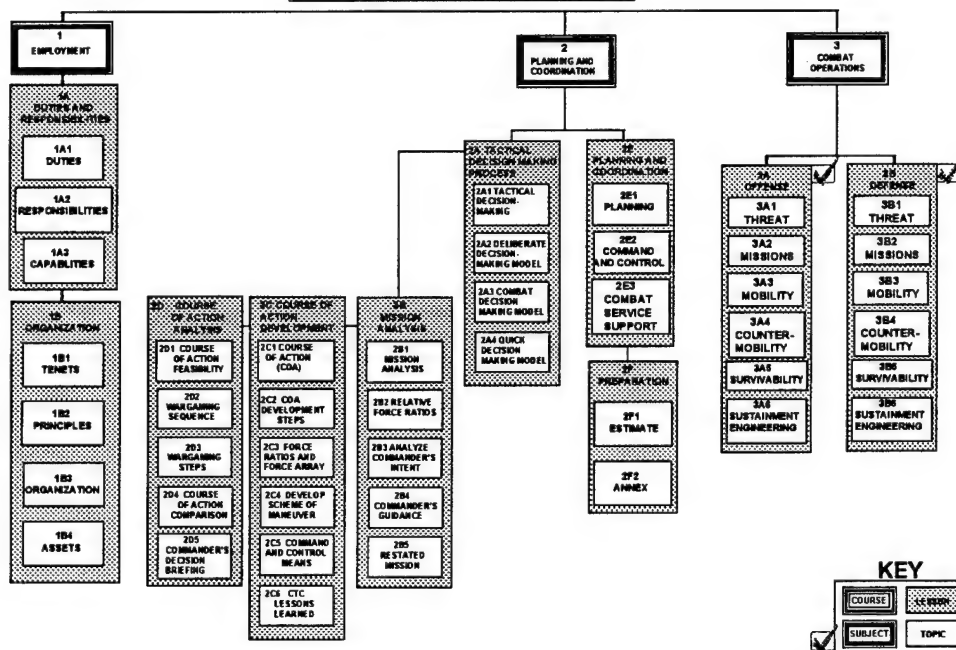 1
EMPLOYMENT
2
PLANNING AND
COORDINATION
3
COMBAT
OPERATIONS
1A
DUTIES AND
RESPONSIBILITIES
1A1
DUTIES
1A2
RESPONSIBILITIES
1A3
CAPABLITIES
1B
ORGANIZATION
1B1
TENETS
1B2
PRINCIPLES
1B3
ORGANIZATION
1B4
ASSETS
2D COURSE
OF ACTION
ANALYSIS
2D1 COURSE
OF ACTION
FEASIBILITY
2D2
WARGAMING
SEQUENCE
2D3
WARGAMING
STEPS
2D4 COURSE
OF ACTION
COMPARISON
2D5
COMMANDER'S
DECISION
BRIEFING
2C COURSE OF
ACTION
DEVELOPMENT
2C1 COURSE
OF ACTION
(COA)
2C2 COA
DEVELOPMENT
STEPS
2C3 FORCE
RATIOS AND
FORCE ARRAY
2C4 DEVELOP
SCHEME OF
MANEUVER
2C5 COMMAND
AND CONTROL
MEANS
2C6 CTC
LESSONS
LEARNED
2B
MISSION
ANALYSIS
2B1
MISSION
ANALYSIS
2B2 RELATIVE
FORCE RATIOS
2B3 ANALYZE
COMMANDER'S
INTENT
2B4
COMMANDER'S
GUIDANCE
2B5
RESTATED
MISSION
2A TACTICAL
DECISION MAKING
PROCESS
2A1 TACTICAL
DECISION-
MAKING
2A2 DELIBERATE
DECISION-
MAKING MODEL
2A3 COMBAT
DECISION
MAKING MODEL
2A4 QUICK
DECISION
MAKING MODEL
2E
PLANNING AND
COORDINATION
2E1
PLANNING
2E2
COMMAND
AND CONTROL
2E3
COMBAT
SERVICE
SUPPORT
2F
PREPARATION
2F1
ESTIMATE
2F2
ANNEX
3A
OFFENSE
3A1
THREAT
3A2
MISSIONS
3A3
MOBILITY
3A4
COUNTER-
MOBILITY
3A5
SURVIVABILITY
3A6
SUSTAINMENT
ENGINEERING
3B
DEFENSE
3B1
THREAT
3B2
MISSIONS
3B3
MOBILITY
3B4
COUNTER-
MOBILITY
3B5
SURVIVABILITY
3B6
SUSTAINMENT
ENGINEERING
KEY
COURSE
LESSON
SUBJECT
TOPIC